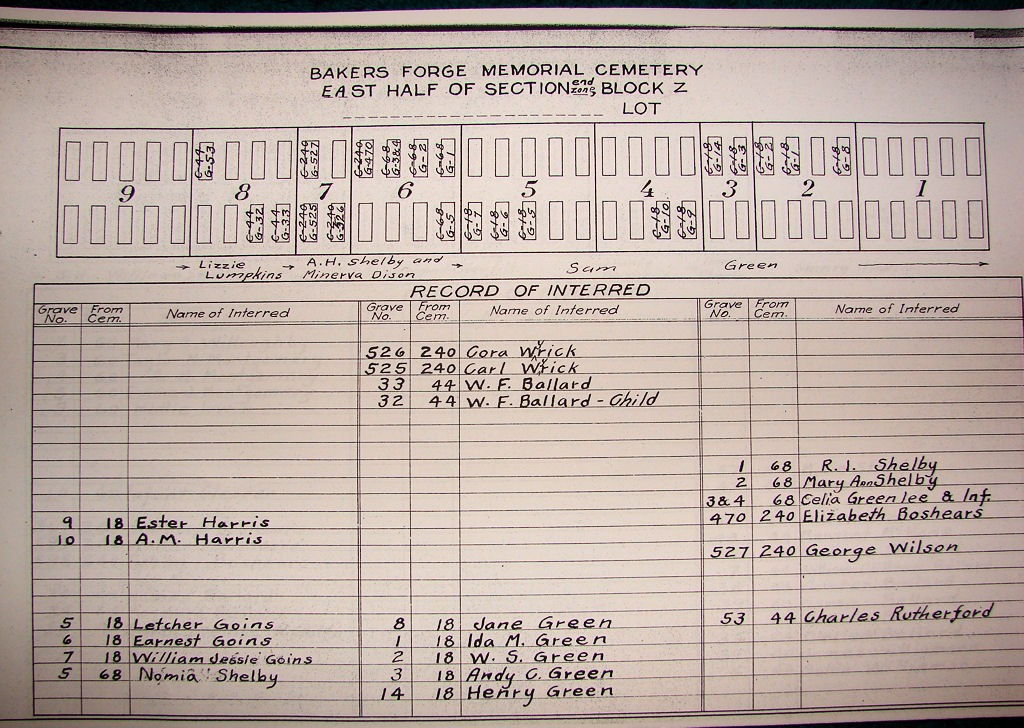 BAKERS FORGE MEMORIAL CEMETERY
EAST HALF OF SECTION end zone BLOCK Z
LOT
C-44 G-53 C-240 G-527 C-240 G-470 C-68 G-3&4 C-68 G-2 C-68 G-1 C-18 G-14 C-18 G-3 C-18 G-2 C-18 G-1 C-18 G-8
9 8 7 6 5 4 3 2 1
C-44 G-32 C-44 G-33 C-240 G-525 C-240 G-526 C-68 G-5 C-18 G-7 C-18 G-6 C-18 G-5 C-18 G-10 C-18 G-9
Lizzie Lumpkins A.H. Shelby and Minerva Dison Sam Green
RECORD OF INTERRED
Grave No. From Cem. Name of Interred Grave No. From Cem. Name of Interred Grave No. From Cem. Name of Interred
526 240 Cora Wrick
525 240 Carl Wrick
33 44 W. F. Ballard
32 44 W. F. Ballard - Child
1 68 R. I. Shelby
2 68 Mary Ann Shelby
3&4 68 Celia Green lee & Inf.
9 18 Ester Harris 470 240 Elizabeth Boshears
10 18 A.M. Harris
527 240 George Wilson
5 18 Letcher Goins 8 18 Jane Green 53 44 Charles Rutherford
6 18 Earnest Goins 1 18 Ida M. Green
7 18 William Jessie Goins 2 18 W. S. Green
5 68 Nomia Shelby 3 18 Andy C. Green
14 18 Henry Green